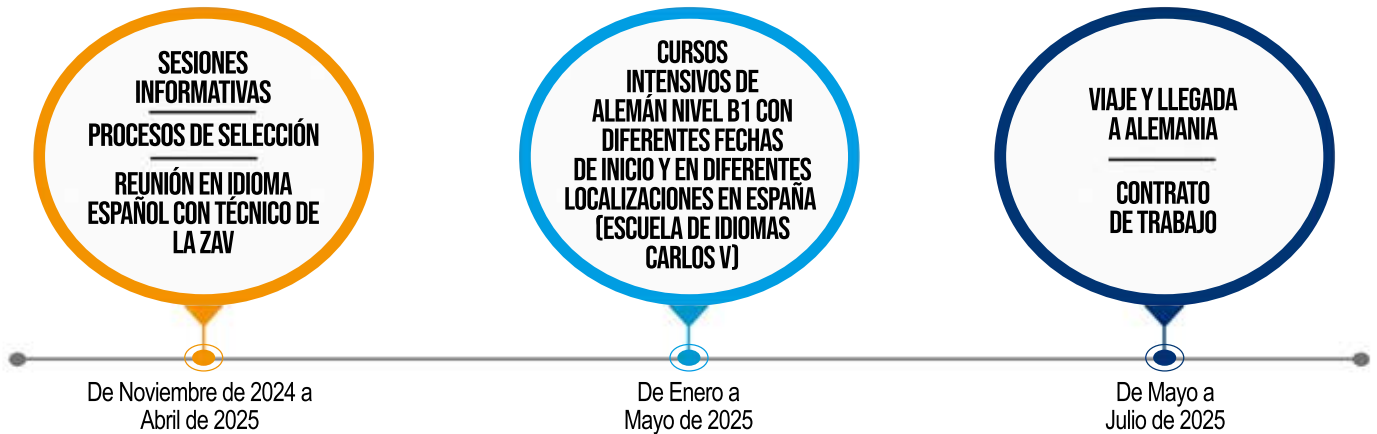 SESIONES
INFORMATIVAS
PROCESOS DE SELECCIÓN
REUNIÓN EN IDIOMA
ESPAÑOL CON TÉCNICO DE
LA ZAV
De Noviembre de 2024 a
Abril de 2025
CURSOS
INTENSIVOS DE
ALEMÁN NIVEL B1 CON
DIFERENTES FECHAS
DE INICIO Y EN DIFERENTES
LOCALIZACIONES EN ESPAÑA
(ESCUELA DE IDIOMAS
CARLOS V)
De Enero a
Mayo de 2025
VIAJE Y LLEGADA
A ALEMANIA
CONTRATO
DE TRABAJO
De Mayo a
Julio de 2025